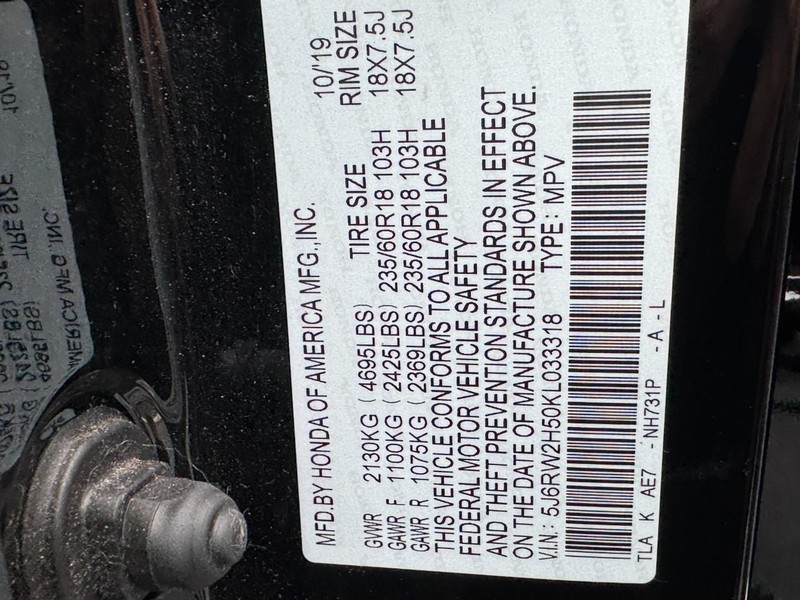 MFD.BY HONDA OF AMERICA MFG.,INC. 10/'19
TIRE SIZE RIM SIZE
GVWR 2130KG ( 4695LBS)
GAWR F 1100KG ( 2425LBS) 235/60R18 103H 18X7.5J
GAWR R 1075KG ( 2369LBS) 235/60R18 103H 18X7.5J
THIS VEHICLE CONFORMS TO ALL APPLICABLE
FEDERAL MOTOR VEHICLE SAFETY
AND THEFT PREVENTION STANDARDS IN EFFECT
ON THE DATE OF MANUFACTURE SHOWN ABOVE.
V.I.N.: 5J6RW2H50KL033318 TYPE: MPV
TLA K AE7 - NH731P - A - L